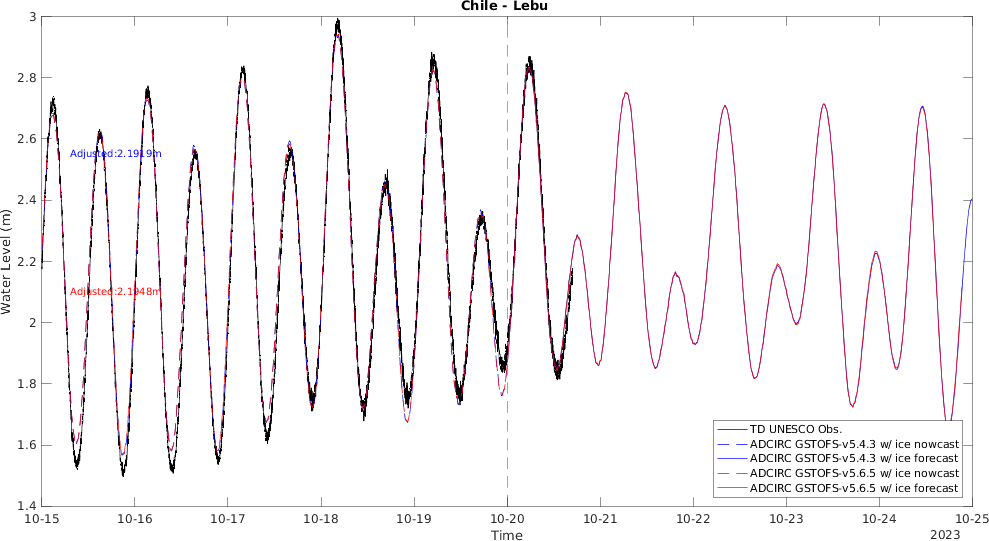 Chile - Lebu
3
2.8
2.6
2.4
2.2
2
1.8
1.6
1.4
Water Level (m)
Adjusted:2.1919m
Adjusted:2.1948m
TD UNESCO Obs.
ADCIRC GSTOFS-v5.4.3 w/ ice nowcast
ADCIRC GSTOFS-v5.4.3 w/ ice forecast
ADCIRC GSTOFS-v5.6.5 w/ ice nowcast
ADCIRC GSTOFS-v5.6.5 w/ ice forecast
10-15 10-16 10-17 10-18 10-19 10-20 10-21 10-22 10-23 10-24 10-25
Time
2023